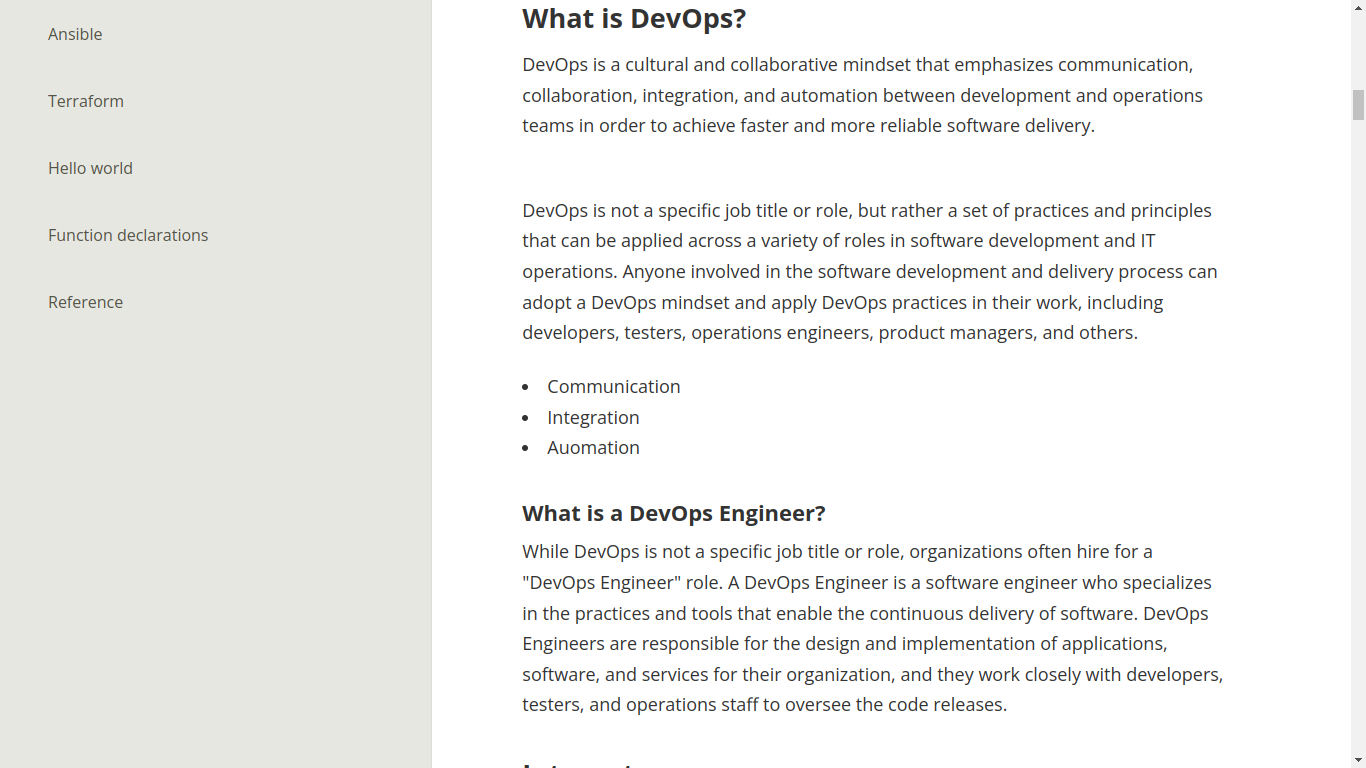 Ansible
Terraform
Hello world
Function declarations
Reference
What is DevOps?
DevOps is a cultural and collaborative mindset that emphasizes communication,
collaboration, integration, and automation between development and operations
teams in order to achieve faster and more reliable software delivery.
DevOps is not a specific job title or role, but rather a set of practices and principles
that can be applied across a variety of roles in software development and IT
operations. Anyone involved in the software development and delivery process can
adopt a DevOps mindset and apply DevOps practices in their work, including
developers, testers, operations engineers, product managers, and others.
• Communication
• Integration
• Auomation
What is a DevOps Engineer?
While DevOps is not a specific job title or role, organizations often hire for a
"DevOps Engineer" role. A DevOps Engineer is a software engineer who specializes
in the practices and tools that enable the continuous delivery of software. DevOps
Engineers are responsible for the design and implementation of applications,
software, and services for their organization, and they work closely with developers,
testers, and operations staff to oversee the code releases.